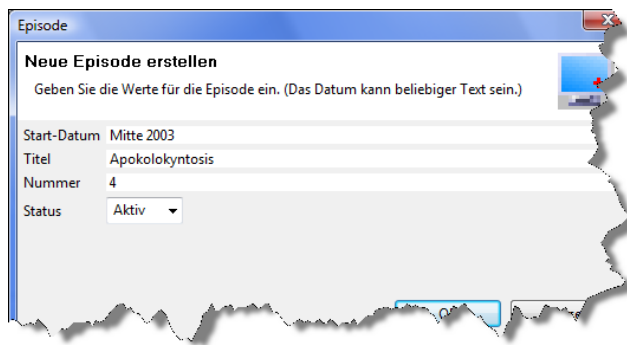 Episode
Neue Episode erstellen
Geben Sie die Werte für die Episode ein. (Das Datum kann beliebiger Text sein.)
Start-Datum Mitte 2003
Titel Apokolokyntosis
Nummer 4
Status Aktiv